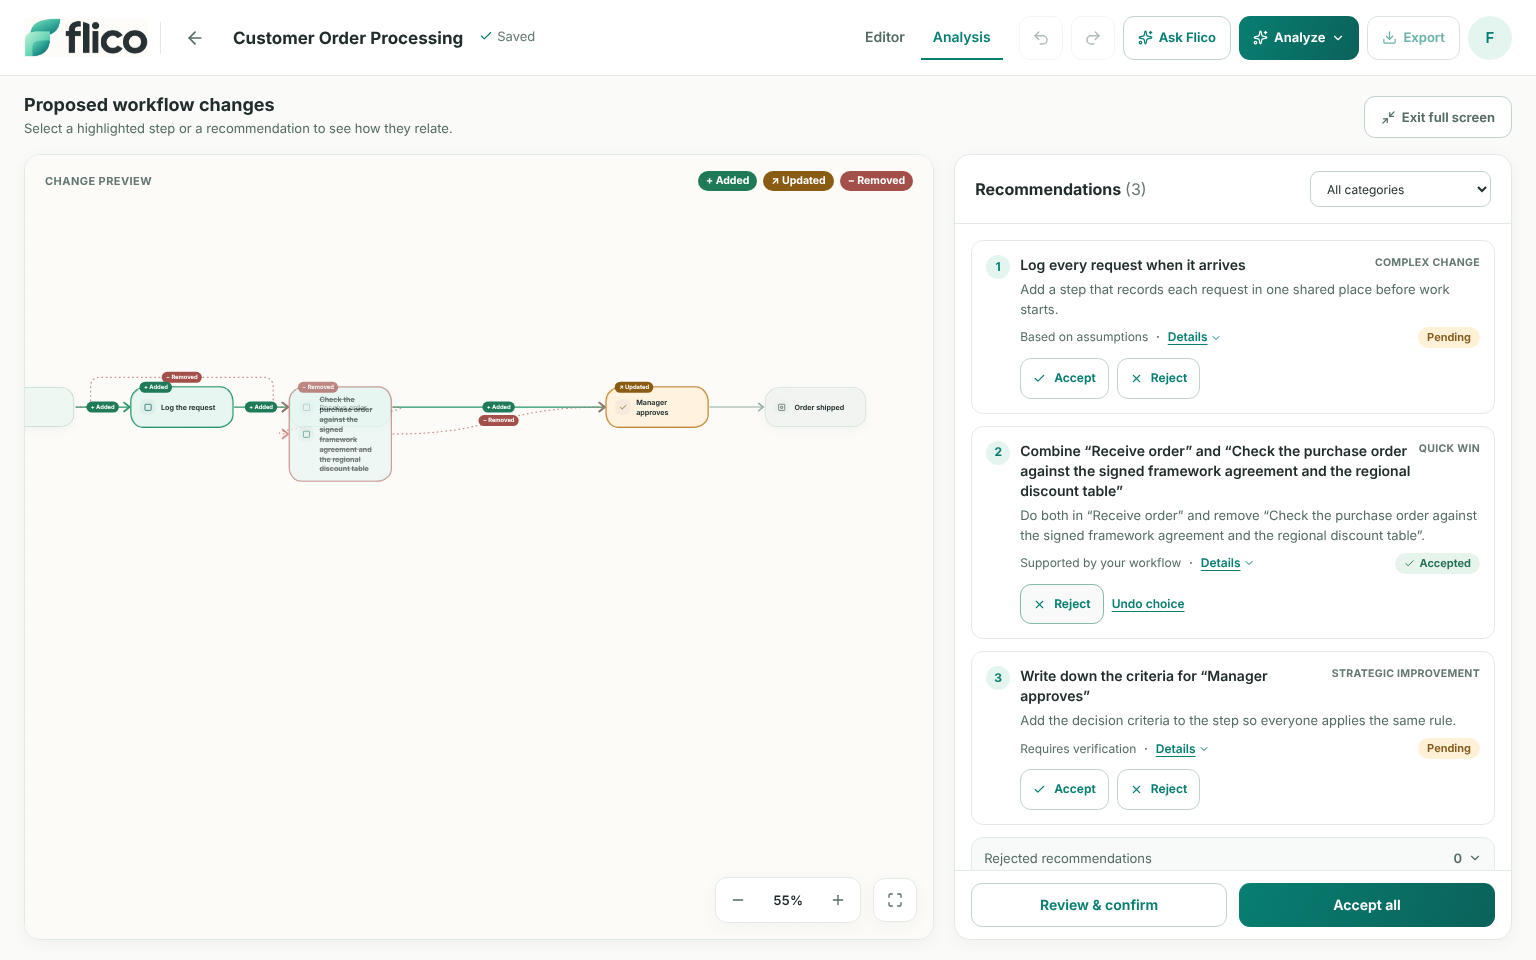 flico
Customer Order Processing
Saved
Editor
Analysis
Ask Flico
Analyze
Export
F
Proposed workflow changes
Select a highlighted step or a recommendation to see how they relate.
Exit full screen
CHANGE PREVIEW
+ Added
↗ Updated
− Removed
− Removed
+ Added
+ Added
Log the request
+ Added
− Removed
Check the
purchase order
against the
signed
framework
agreement and
the regional
discount table
+ Added
− Removed
↗ Updated
Manager
approves
Order shipped
55%
Recommendations (3)
All categories
1
Log every request when it arrives
COMPLEX CHANGE
Add a step that records each request in one shared place before work
starts.
Based on assumptions · Details
Pending
Accept
Reject
2
Combine “Receive order” and “Check the purchase order
against the signed framework agreement and the regional
discount table”
QUICK WIN
Do both in “Receive order” and remove “Check the purchase order against
the signed framework agreement and the regional discount table”.
Supported by your workflow · Details
Accepted
Reject
Undo choice
3
Write down the criteria for “Manager
approves”
STRATEGIC IMPROVEMENT
Add the decision criteria to the step so everyone applies the same rule.
Requires verification · Details
Pending
Accept
Reject
Rejected recommendations
0
Review & confirm
Accept all